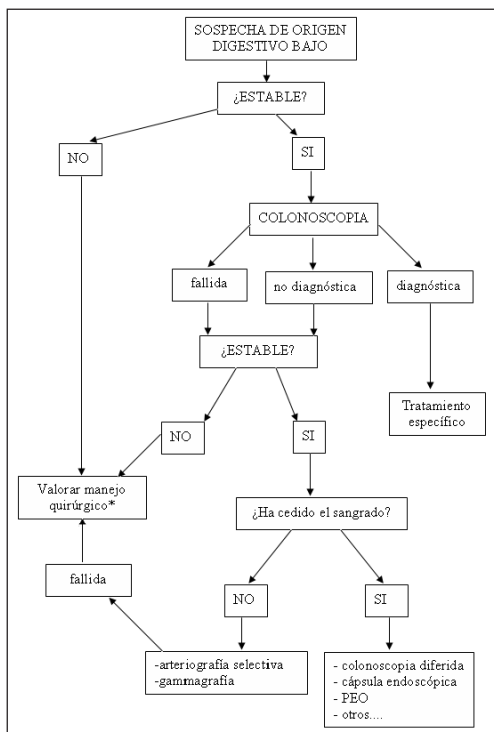 SOSPECHA DE ORIGEN
DIGESTIVO BAJO
¿ESTABLE?
NO
SI
COLONOSCOPIA
fallida
no diagnóstica
diagnóstica
¿ESTABLE?
Tratamiento
específico
NO
SI
Valorar manejo
quirúrgico*
¿Ha cedido el sangrado?
fallida
NO
SI
-arteriografía selectiva
-gammagrafía
- colonoscopia diferida
- cápsula endoscópica
- PEO
- otros....